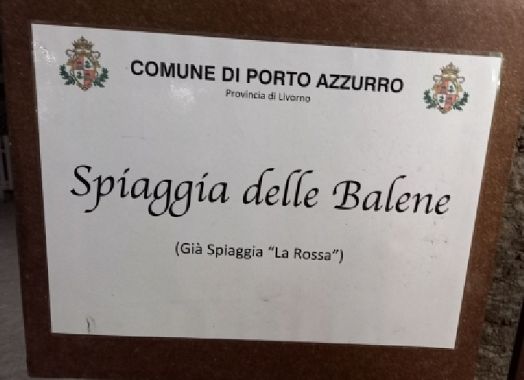 COMUNE DI PORTO AZZURRO
Provincia di Livorno
Spiaggia delle Balene
(Già Spiaggia “La Rossa”)